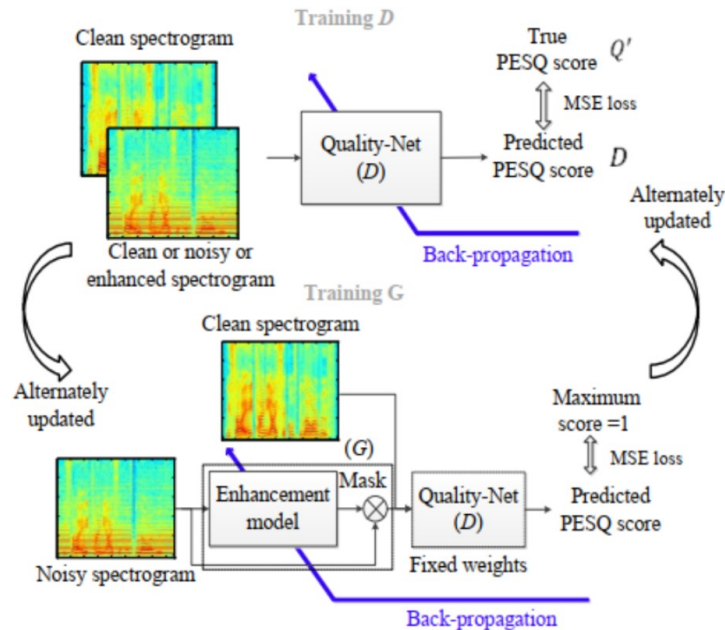 Training D
Clean spectrogram
True
PESQ score Q′
MSE loss
Quality-Net
(D)
Predicted
PESQ score D
Alternately
updated
Clean or noisy or
enhanced spectrogram
Back-propagation
Training G
Clean spectrogram
Alternately
updated
Maximum
score =1
(G)
MSE loss
Mask
Enhancement
model
Quality-Net
(D)
Predicted
PESQ score
Noisy spectrogram
Fixed weights
Back-propagation